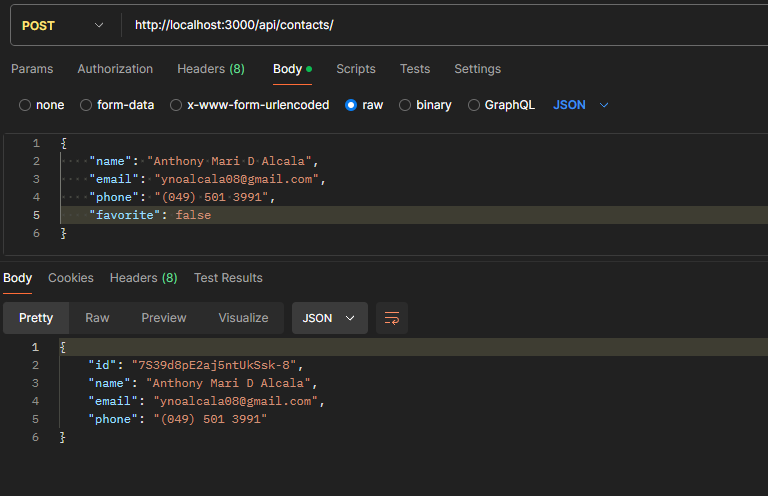 POST http://localhost:3000/api/contacts/
Params Authorization Headers (8) Body Scripts Tests Settings
none form-data x-www-form-urlencoded raw binary GraphQL JSON
1 {
2 "name": "Anthony Mari D Alcala",
3 "email": "ynoalcala08@gmail.com",
4 "phone": "(049) 501 3991",
5 "favorite": false
6 }
Body Cookies Headers (8) Test Results
Pretty Raw Preview Visualize JSON
1 {
2 "id": "7S39d8pE2aj5ntUkSsk-8",
3 "name": "Anthony Mari D Alcala",
4 "email": "ynoalcala08@gmail.com",
5 "phone": "(049) 501 3991"
6 }